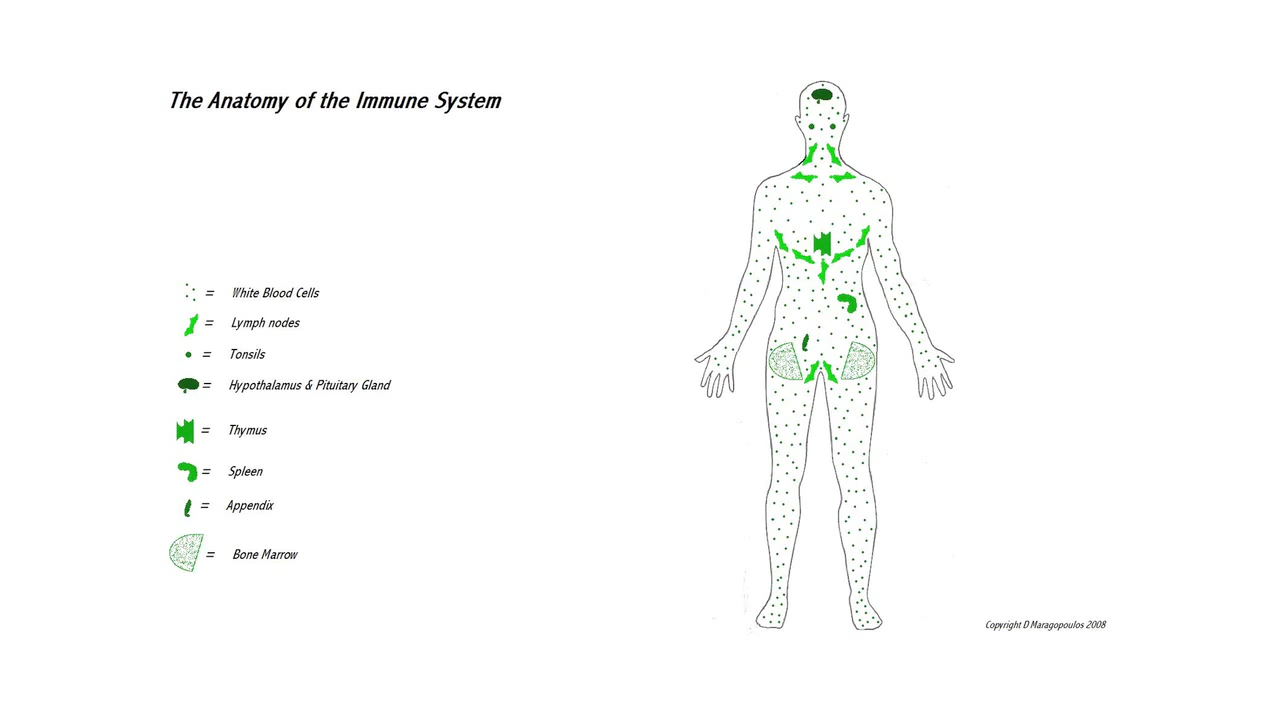 The Anatomy of the Immune System
= White Blood Cells
= Lymph nodes
= Tonsils
= Hypothalamus & Pituitary Gland
= Thymus
= Spleen
= Appendix
= Bone Marrow
Copyright D Maragopoulos 2008